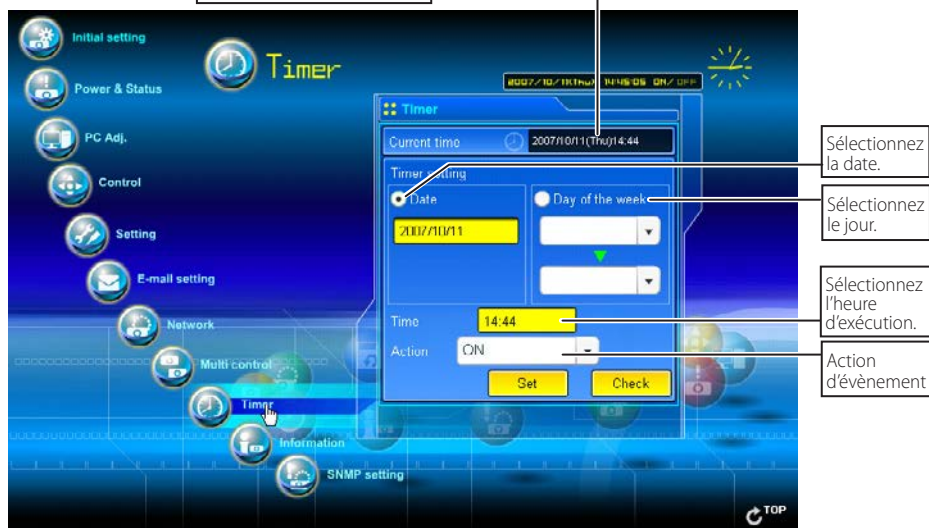 Initial setting
Power & Status
PC Adj.
Control
Setting
E-mail setting
Network
Multi control
Timer
Information
SNMP setting
Timer
2007/10/11(Thu) 14:45:05 ON/ OFF
Timer
Current time
2007/10/11(Thu)14:44
Timer setting
Date
Day of the week
2007/10/11
Time
14:44
Action
ON
Set
Check
TOP
Sélectionnez
la date.
Sélectionnez
le jour.
Sélectionnez
l’heure
d’exécution.
Action
d’évènement